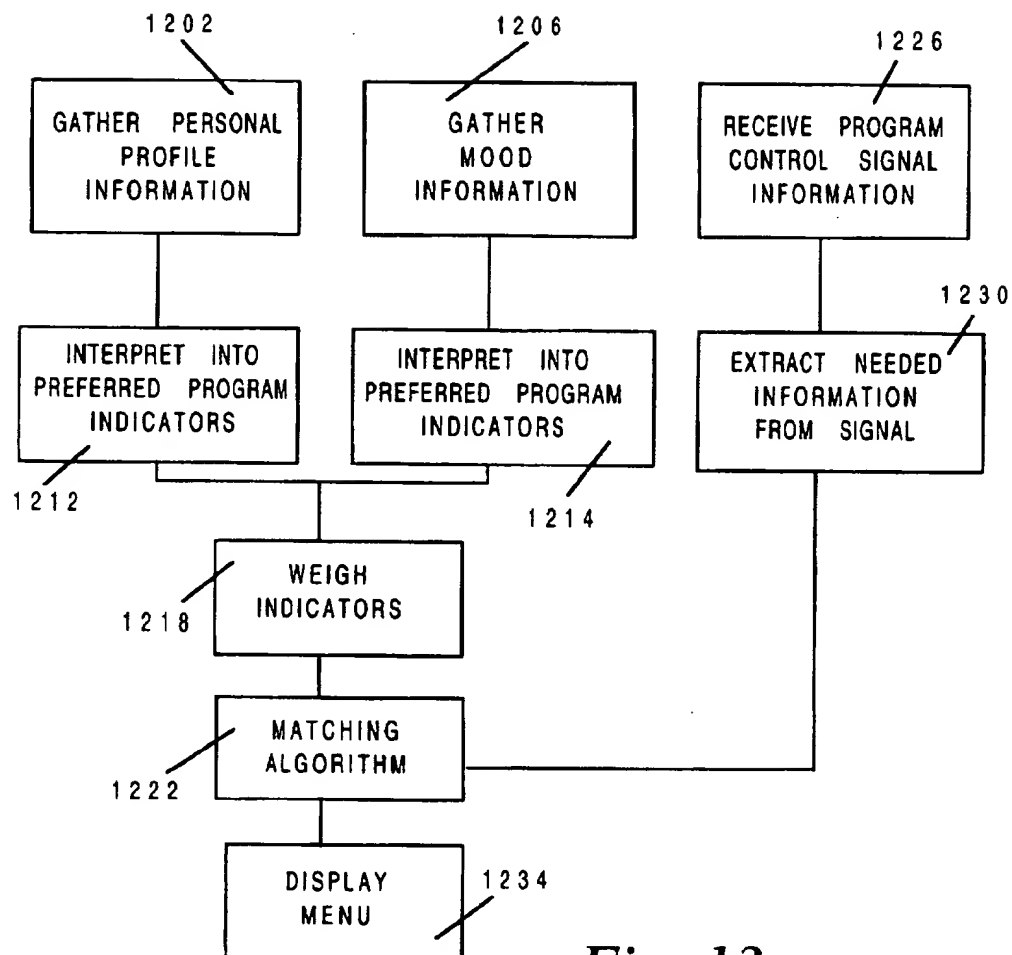 1202
1206
1226
GATHER PERSONAL
PROFILE
INFORMATION
GATHER
MOOD
INFORMATION
RECEIVE PROGRAM
CONTROL SIGNAL
INFORMATION
1230
INTERPRET INTO
PREFERRED PROGRAM
INDICATORS
INTERPRET INTO
PREFERRED PROGRAM
INDICATORS
EXTRACT NEEDED
INFORMATION
FROM SIGNAL
1212
1214
WEIGH
INDICATORS
1218
MATCHING
ALGORITHM
1222
DISPLAY
MENU
1234